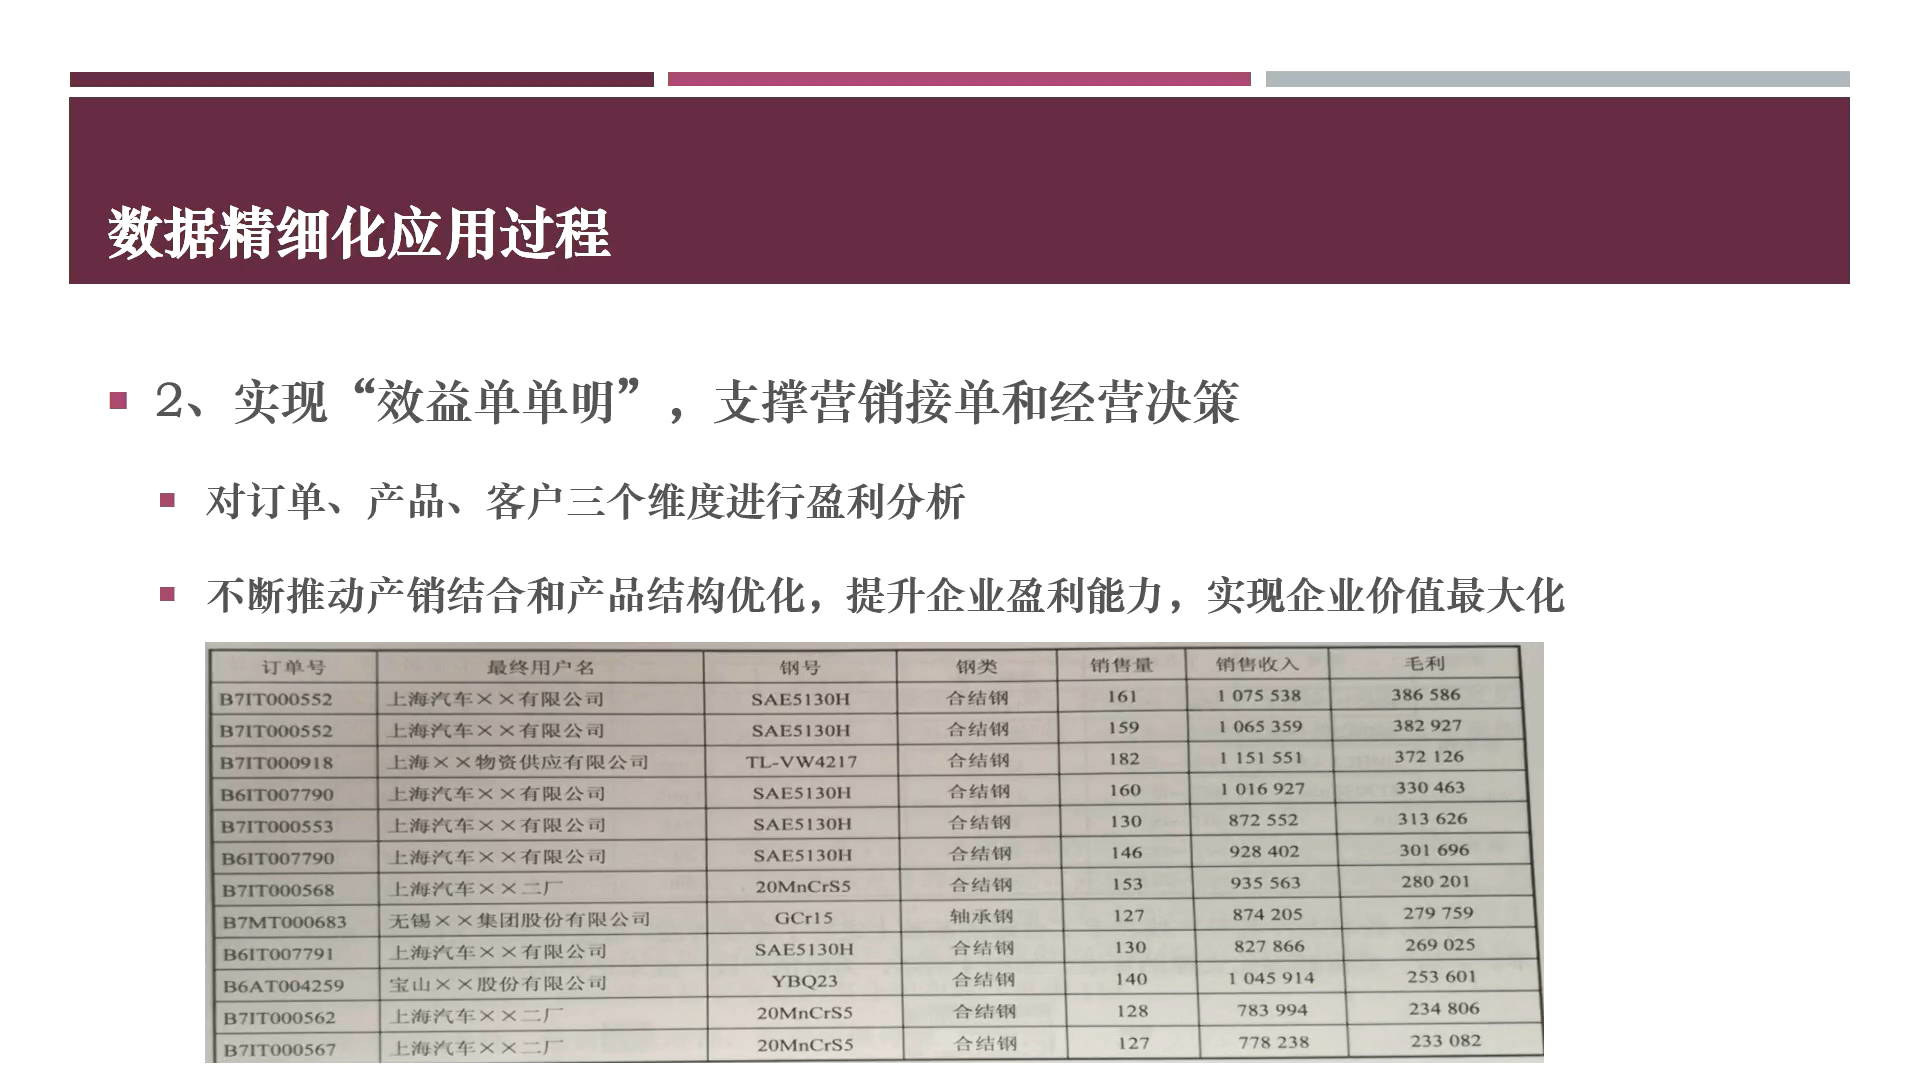 数据精细化应用过程
2、实现“效益单单明”，支撑营销接单和经营决策
对订单、产品、客户三个维度进行盈利分析
不断推动产销结合和产品结构优化，提升企业盈利能力，实现企业价值最大化
订单号 最终用户名 钢号 钢类 销售量 销售收入 毛利
B7IT000552 上海汽车××有限公司 SAE5130H 合结钢 161 1 075 538 386 586
B7IT000552 上海汽车××有限公司 SAE5130H 合结钢 159 1 065 359 382 927
B7IT000918 上海××物资供应有限公司 TL-VW4217 合结钢 182 1 151 551 372 126
B6IT007790 上海汽车××有限公司 SAE5130H 合结钢 160 1 016 927 330 463
B7IT000553 上海汽车××有限公司 SAE5130H 合结钢 130 872 552 313 626
B6IT007790 上海汽车××有限公司 SAE5130H 合结钢 146 928 402 301 696
B7IT000568 上海汽车××二厂 20MnCrS5 合结钢 153 935 563 280 201
B7MT000683 无锡××集团股份有限公司 GCr15 轴承钢 127 874 205 279 759
B6IT007791 上海汽车××有限公司 SAE5130H 合结钢 130 827 866 269 025
B6AT004259 宝山××股份有限公司 YBQ23 合结钢 140 1 045 914 253 601
B7IT000562 上海汽车××二厂 20MnCrS5 合结钢 128 783 994 234 806
B7IT000567 上海汽车××二厂 20MnCrS5 合结钢 127 778 238 233 082